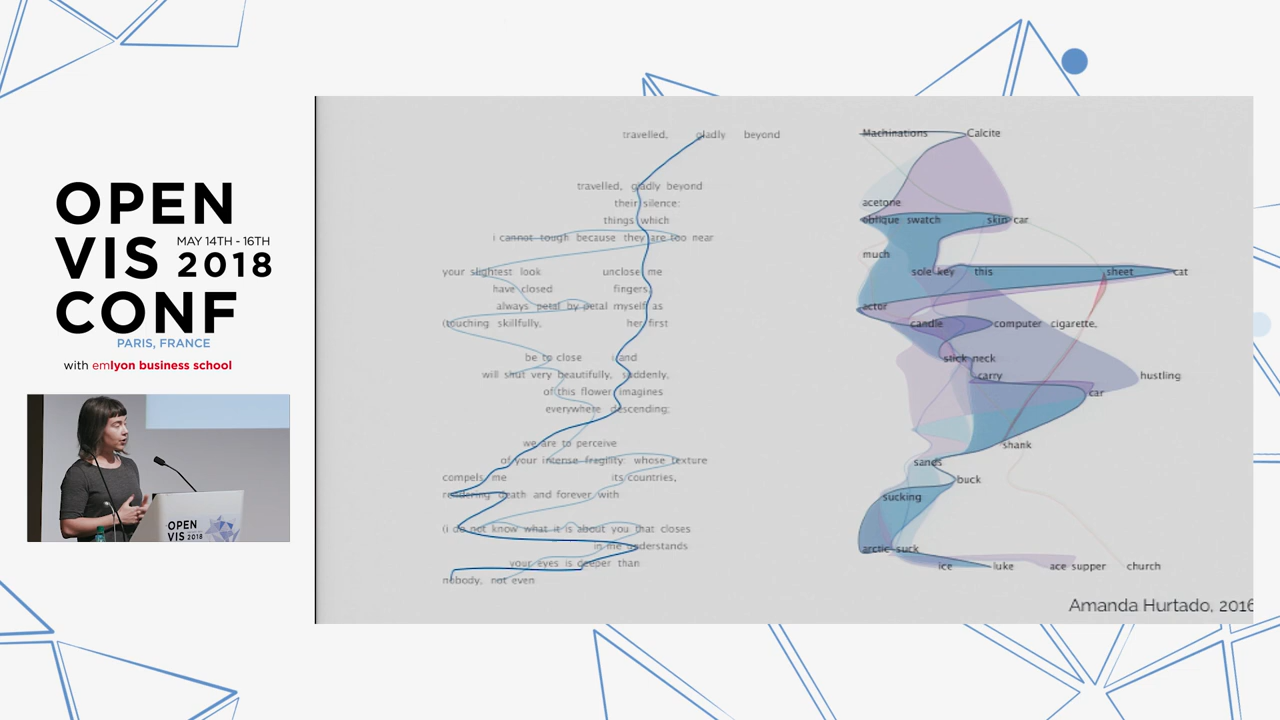 OPEN
VIS MAY 14TH - 16TH
2018
CONF
PARIS, FRANCE
with emlyon business school
OPEN
VIS 2018
travelled, gladly beyond
travelled, gladly beyond
their silence:
things which
i cannot tough because they are too near
your slightest look unclose me
have closed fingers,
always petal by petal myself as
(touching skillfully, her first
be to close i and
will shut very beautifully, suddenly,
of this flower imagines
everywhere descending;
we are to perceive
of your intense fragility: whose texture
compels me its countries,
rendering death and forever with
(i do not know what it is about you that closes
in me understands
your eyes is deeper than
nobody, not even
Machinations Calcite
acetone
oblique swatch skin car
much
sole key this sheet cat
actor
candle computer cigarette,
stick neck
carry hustling
car
shank
sands
buck
sucking
arctic suck
ice luke ace supper church
Amanda Hurtado, 2016